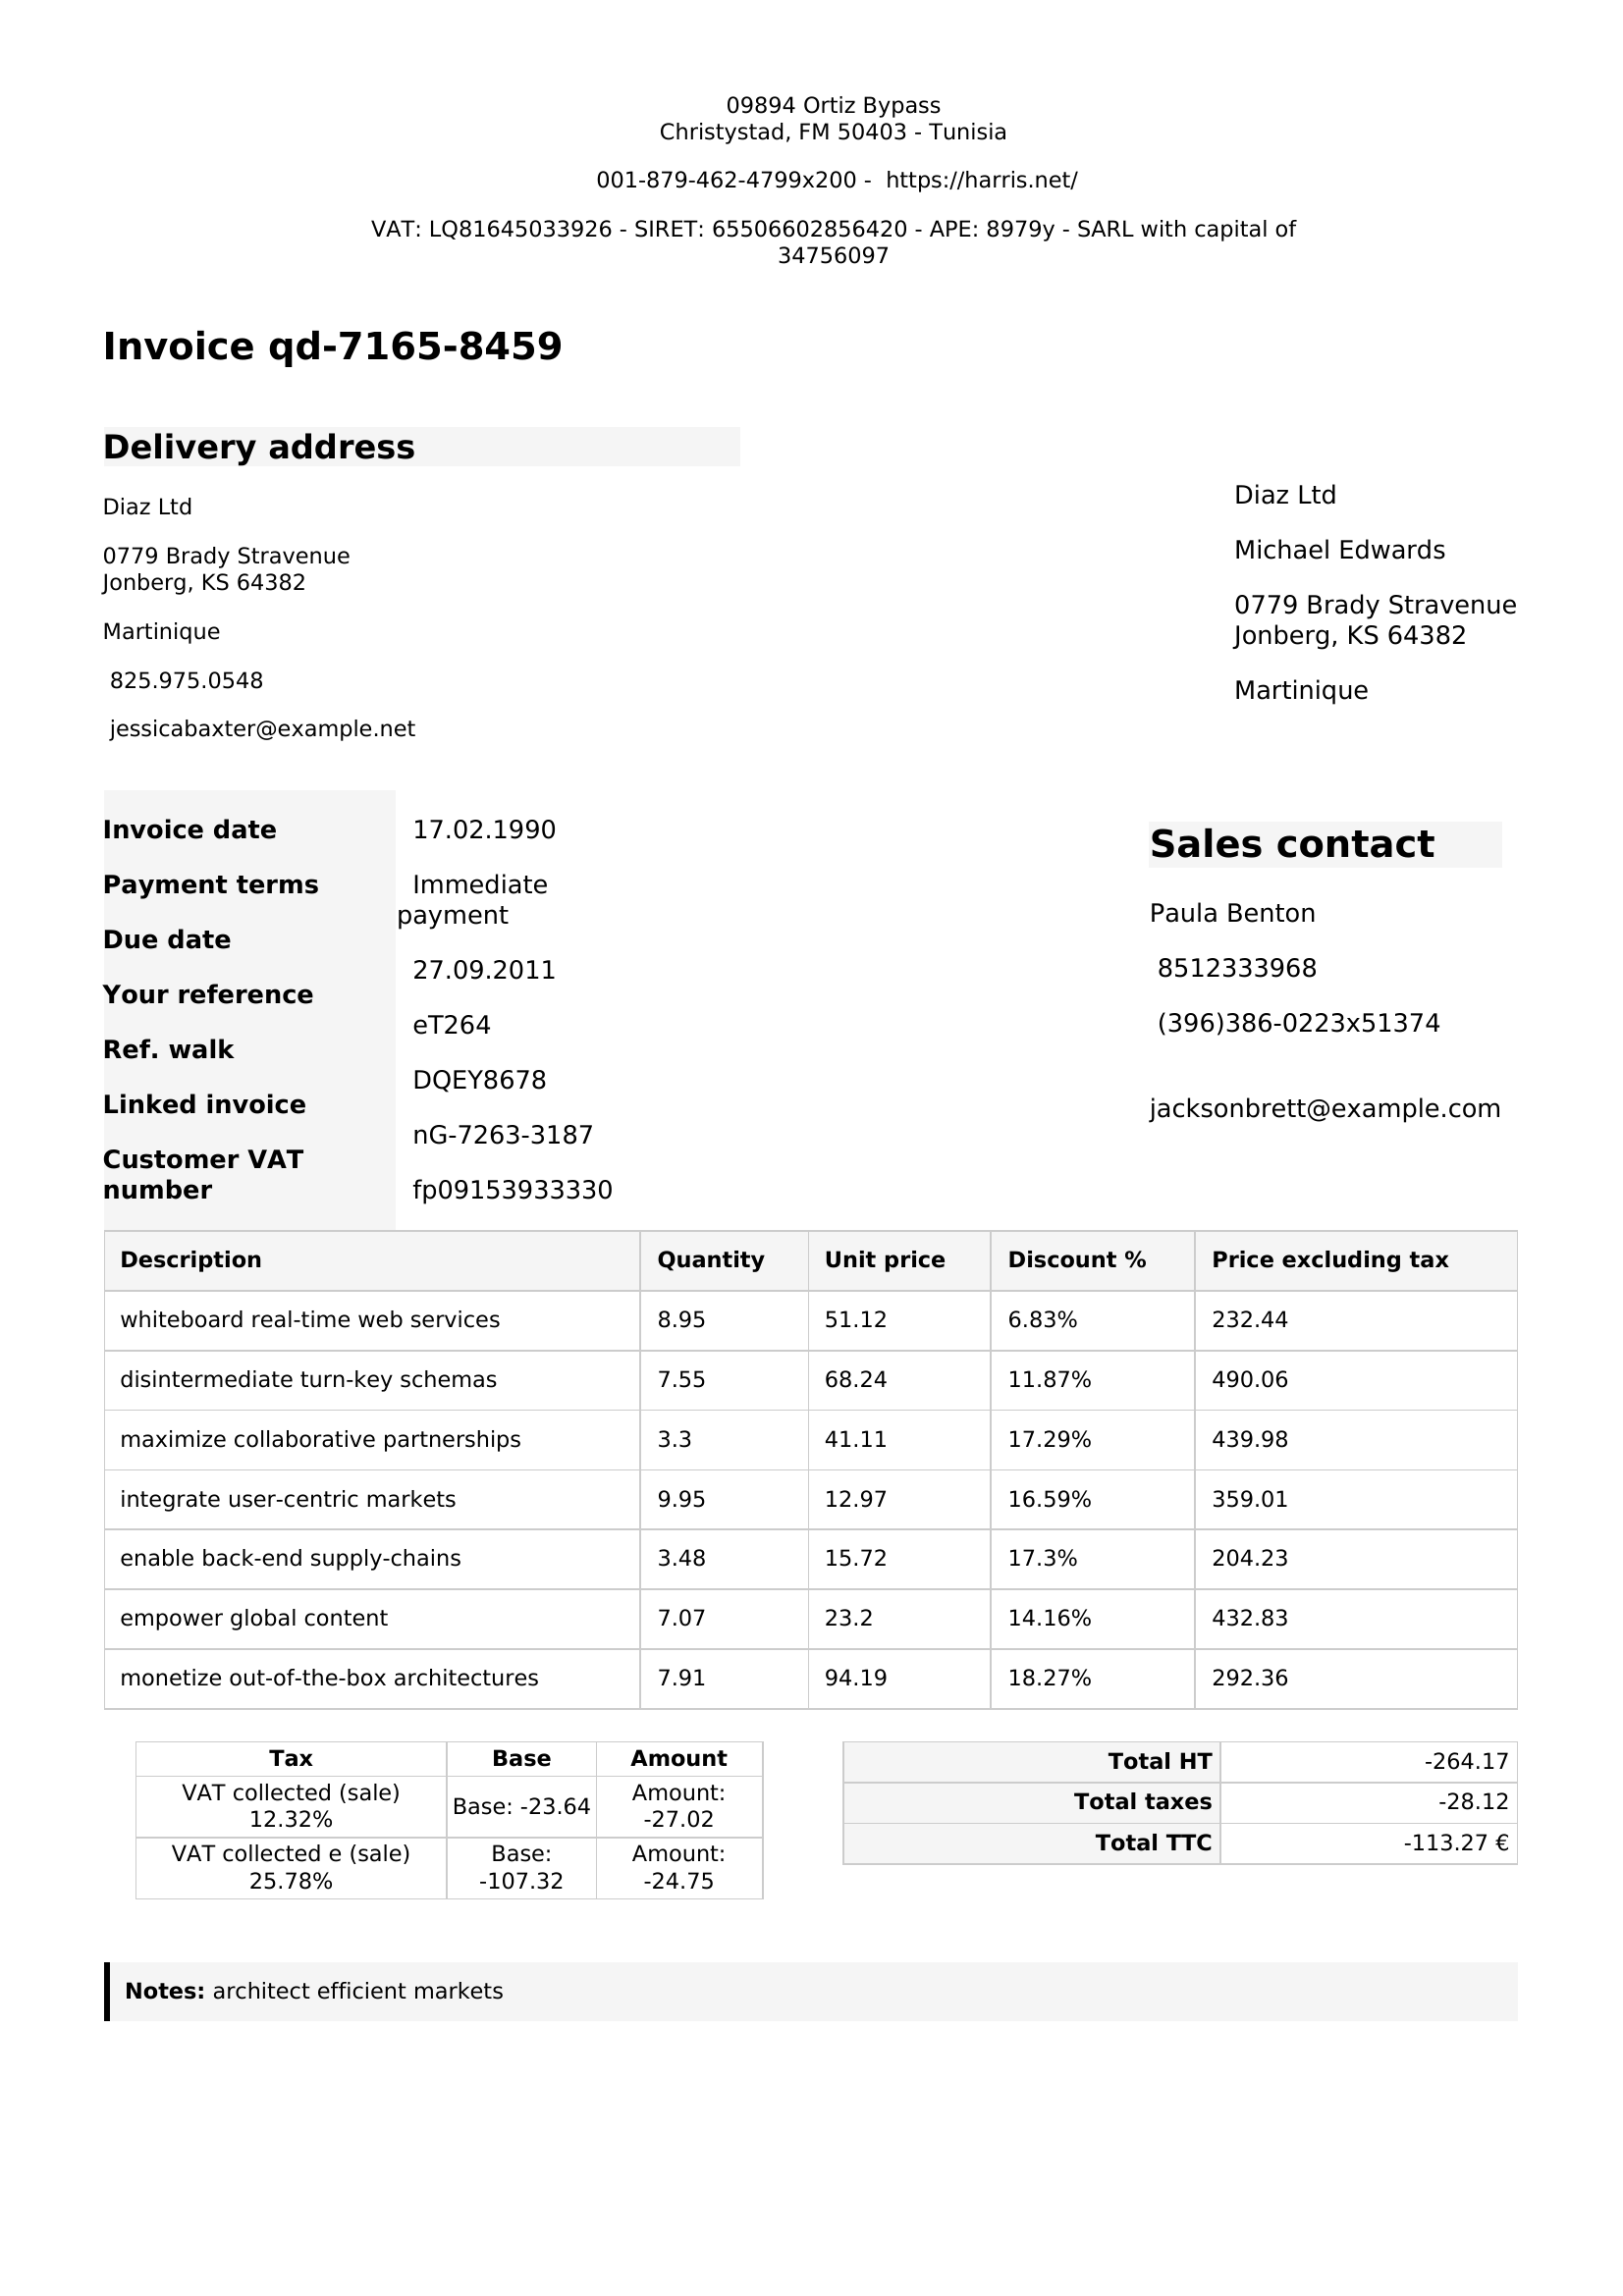 09894 Ortiz Bypass
Christystad, FM 50403 - Tunisia
001-879-462-4799x200 - https://harris.net/
VAT: LQ81645033926 - SIRET: 65506602856420 - APE: 8979y - SARL with capital of
34756097
Invoice qd-7165-8459
Delivery address
Diaz Ltd
0779 Brady Stravenue
Jonberg, KS 64382
Martinique
825.975.0548
jessicabaxter@example.net
Diaz Ltd
Michael Edwards
0779 Brady Stravenue
Jonberg, KS 64382
Martinique
Invoice date
Payment terms
Due date
Your reference
Ref. walk
Linked invoice
Customer VAT
number
17.02.1990
Immediate
payment
27.09.2011
eT264
DQEY8678
nG-7263-3187
fp09153933330
Sales contact
Paula Benton
8512333968
(396)386-0223x51374
jacksonbrett@example.com
Description Quantity Unit price Discount % Price excluding tax
whiteboard real-time web services 8.95 51.12 6.83% 232.44
disintermediate turn-key schemas 7.55 68.24 11.87% 490.06
maximize collaborative partnerships 3.3 41.11 17.29% 439.98
integrate user-centric markets 9.95 12.97 16.59% 359.01
enable back-end supply-chains 3.48 15.72 17.3% 204.23
empower global content 7.07 23.2 14.16% 432.83
monetize out-of-the-box architectures 7.91 94.19 18.27% 292.36
Tax Base Amount
VAT collected (sale)
12.32%
Base: -23.64
Amount:
-27.02
VAT collected e (sale)
25.78%
Base:
-107.32
Amount:
-24.75
Total HT -264.17
Total taxes -28.12
Total TTC -113.27 €
Notes: architect efficient markets